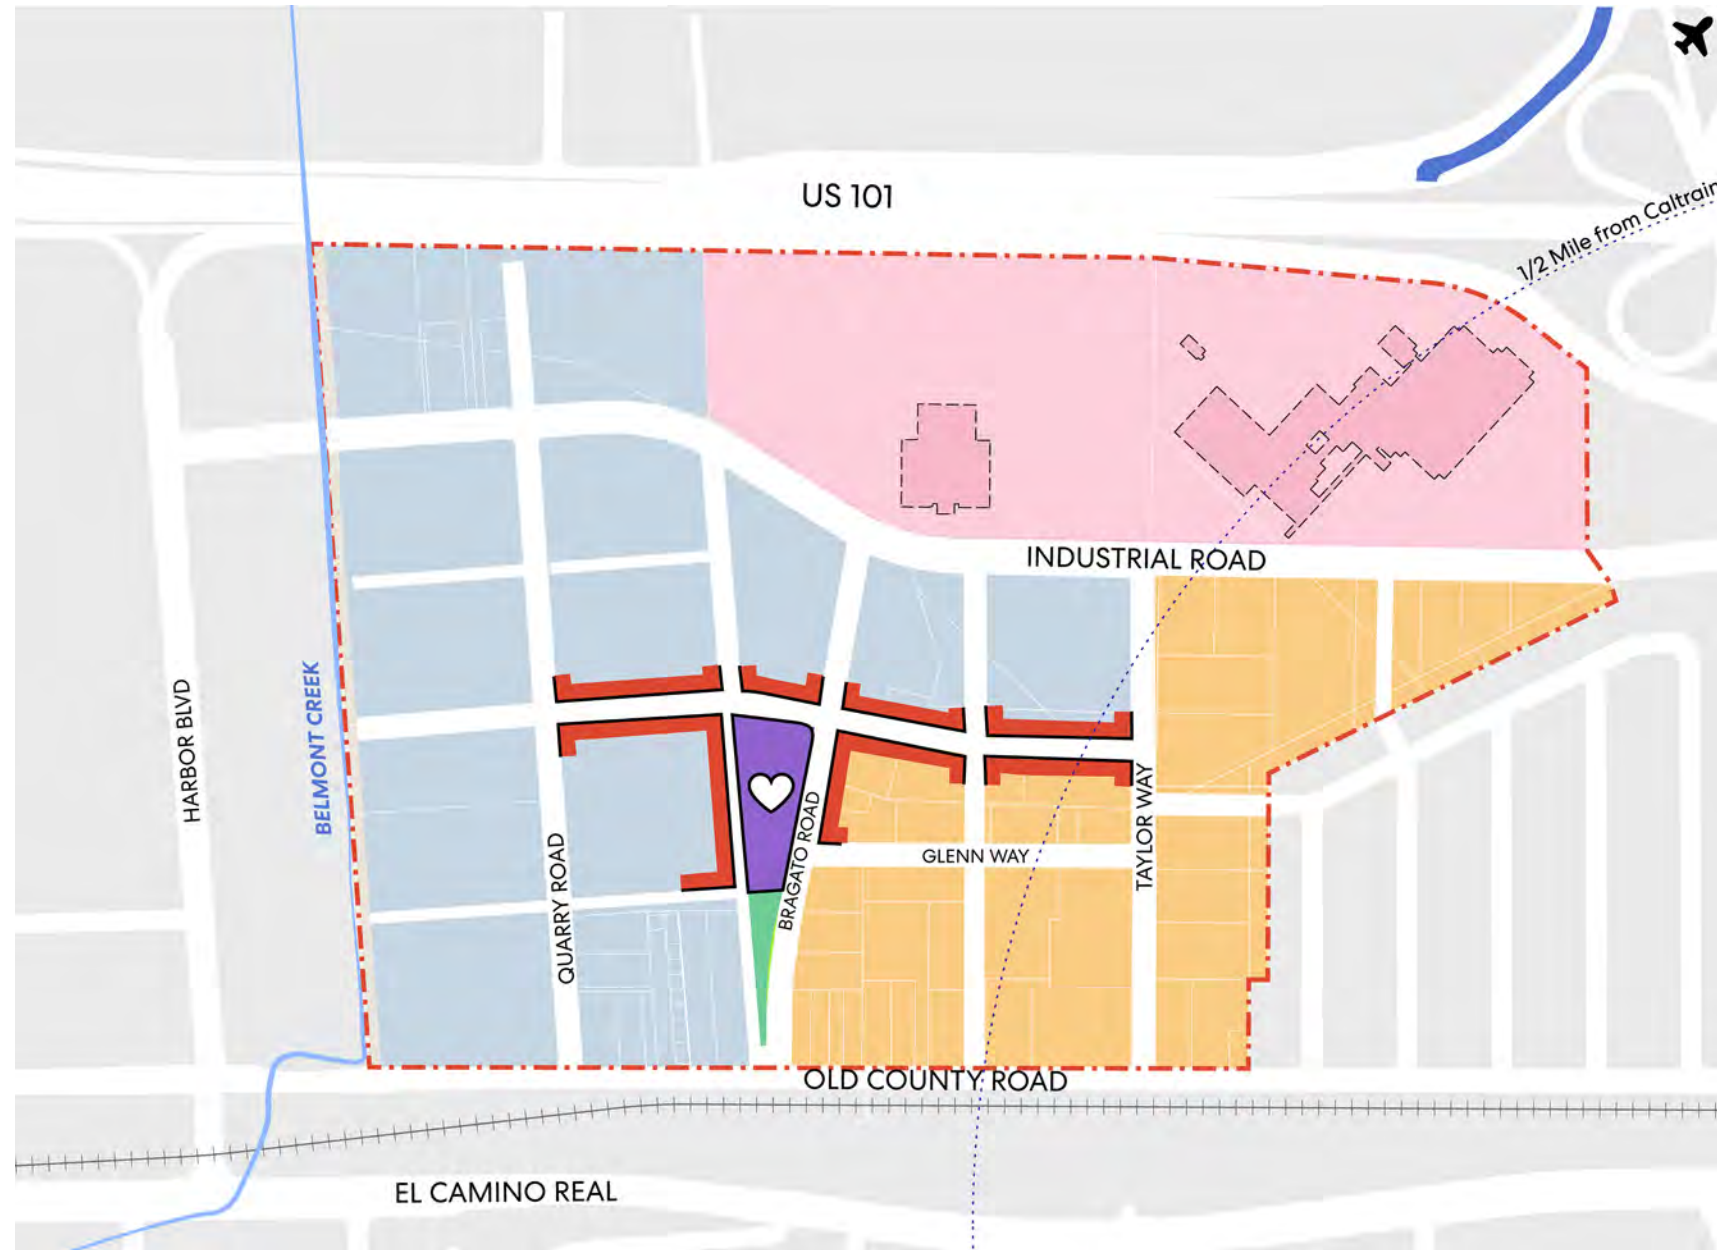 US 101
1/2 Mile from Caltrain
INDUSTRIAL ROAD
BELMONT CREEK
HARBOR BLVD
QUARRY ROAD
BRAGATO ROAD
GLENN WAY
TAYLOR WAY
OLD COUNTY ROAD
EL CAMINO REAL